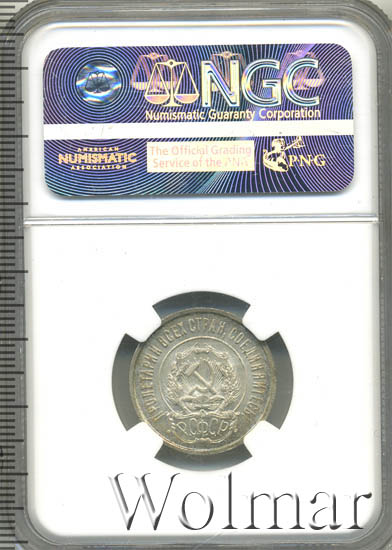 NGC
Numismatic Guaranty Corporation
AMERICAN
NUMISMATIC
ASSOCIATION
The Official Grading
Service of the PNG
PNG
ПРОЛЕТАРИИ ВСЕХ СТРАН, СОЕДИНЯЙТЕСЬ!
Р.С.Ф.С.Р.
Wolmar